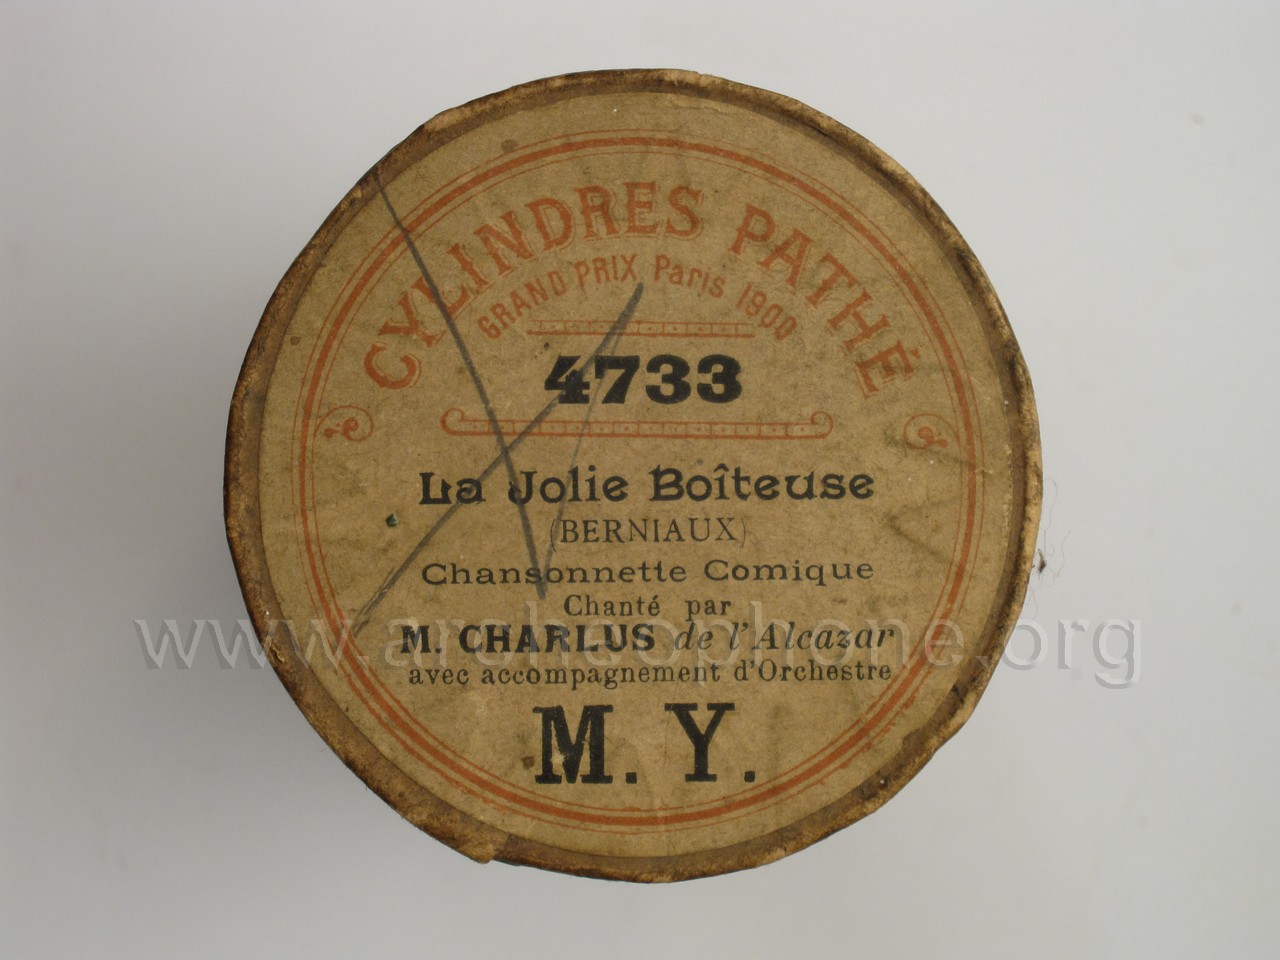 CYLINDRES PATHÉ
GRAND PRIX Paris 1900
4733
La Jolie Boîteuse
(BERNIAUX)
Chansonnette Comique
Chanté par
M. CHARLUS de l'Alcazar
www.archeophone.org
avec accompagnement d'Orchestre
M. Y.